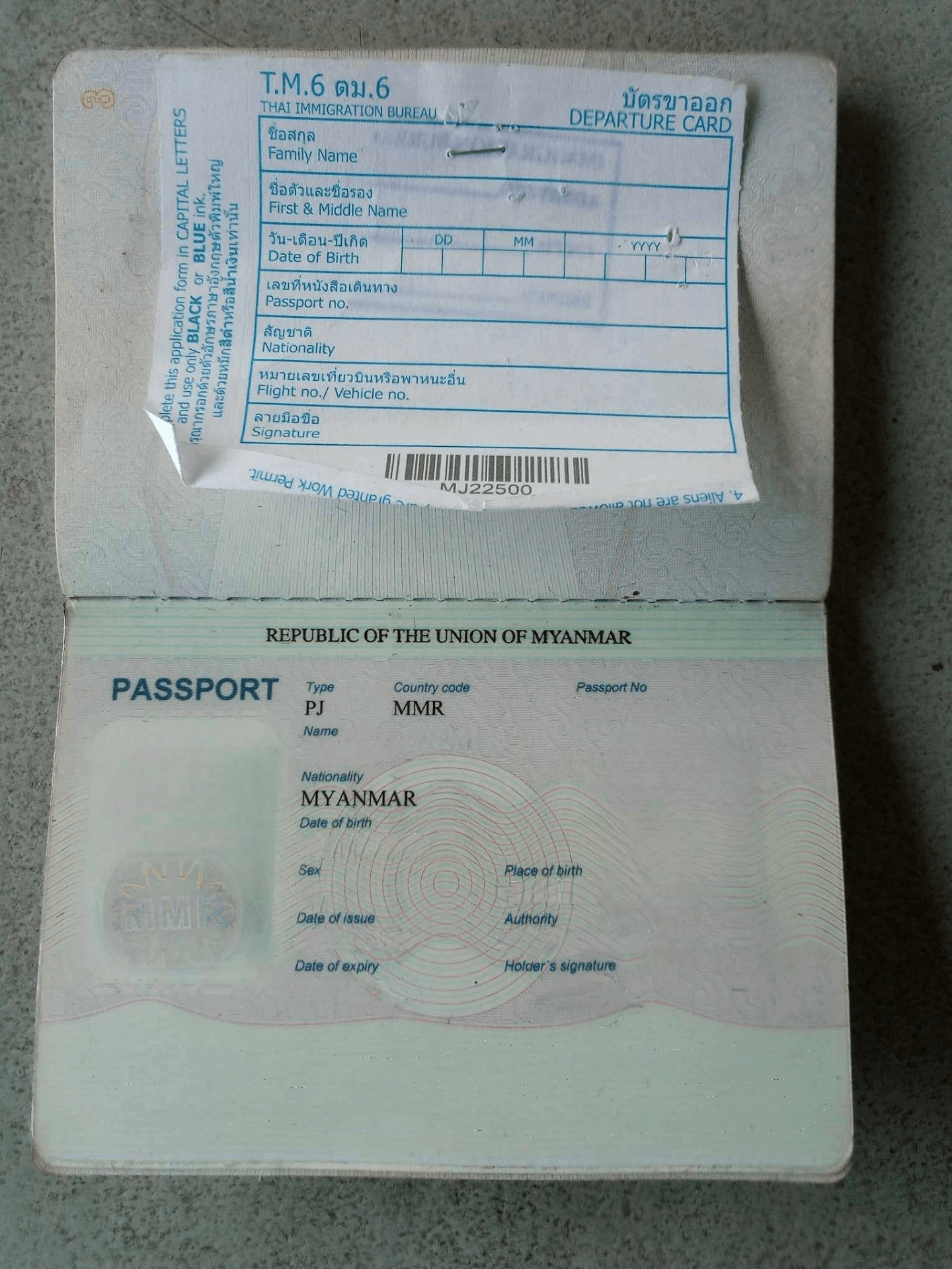 3
T.M.6 ตม.6
THAI IMMIGRATION BUREAU
บัตรขาออก
DEPARTURE CARD
ชื่อสกุล
Family Name
ชื่อตัวและชื่อรอง
First & Middle Name
วัน-เดือน-ปีเกิด
Date of Birth
DD MM YYYY
เลขที่หนังสือเดินทาง
Passport no.
สัญชาติ
Nationality
หมายเลขเที่ยวบินหรือพาหนะอื่น
Flight no./ Vehicle no.
ลายมือชื่อ
Signature
MJ22500
plete this application form in CAPITAL LETTERS
and use only BLACK or BLUE ink.
รุณากรอกด้วยตัวอักษรภาษาอังกฤษตัวพิมพ์ใหญ่
และด้วยหมึกสีดำหรือสีน้ำเงินเท่านั้น
4. Aliens are not allowe
are granted Work Permit.
REPUBLIC OF THE UNION OF MYANMAR
PASSPORT
Type Country code Passport No
PJ MMR
Name
Nationality
MYANMAR
Date of birth
Sex Place of birth
Date of issue Authority
Date of expiry Holder's signature
MMR